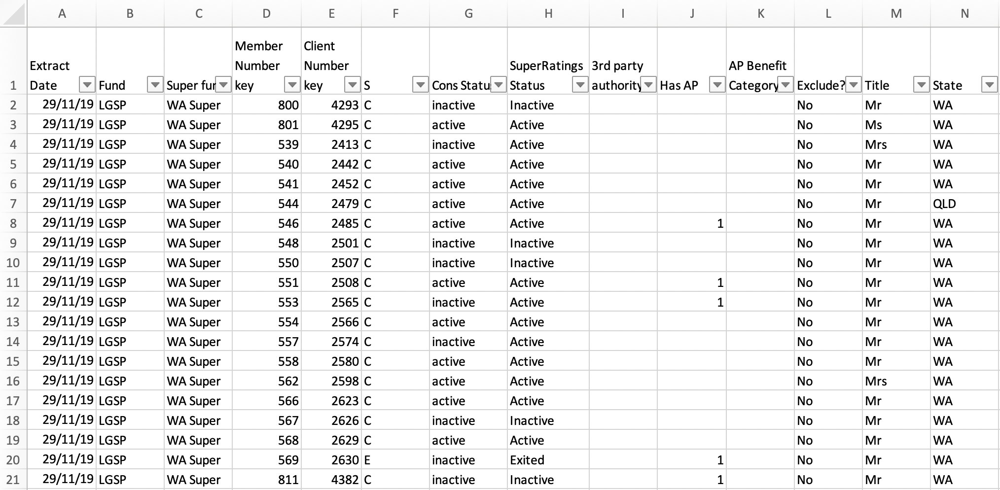 A B C D E F G H I J K L M N
Member Client
Extract Number Number SuperRatings 3rd party AP Benefit
1 Date Fund Super fur key key S Cons Statu Status authority Has AP Category Exclude? Title State
2 29/11/19 LGSP WA Super 800 4293 C inactive Inactive No Mr WA
3 29/11/19 LGSP WA Super 801 4295 C active Active No Ms WA
4 29/11/19 LGSP WA Super 539 2413 C inactive Active No Mrs WA
5 29/11/19 LGSP WA Super 540 2442 C active Active No Mr WA
6 29/11/19 LGSP WA Super 541 2452 C active Active No Mr WA
7 29/11/19 LGSP WA Super 544 2479 C active Active No Mr QLD
8 29/11/19 LGSP WA Super 546 2485 C active Active 1 No Mr WA
9 29/11/19 LGSP WA Super 548 2501 C inactive Inactive No Mr WA
10 29/11/19 LGSP WA Super 550 2507 C inactive Inactive No Mr WA
11 29/11/19 LGSP WA Super 551 2508 C active Active 1 No Mr WA
12 29/11/19 LGSP WA Super 553 2565 C inactive Active 1 No Mr WA
13 29/11/19 LGSP WA Super 554 2566 C active Active No Mr WA
14 29/11/19 LGSP WA Super 557 2574 C inactive Active No Mr WA
15 29/11/19 LGSP WA Super 558 2580 C active Active No Mr WA
16 29/11/19 LGSP WA Super 562 2598 C active Active No Mrs WA
17 29/11/19 LGSP WA Super 566 2623 C active Active No Mr WA
18 29/11/19 LGSP WA Super 567 2626 C inactive Inactive No Mr WA
19 29/11/19 LGSP WA Super 568 2629 C active Active No Mr WA
20 29/11/19 LGSP WA Super 569 2630 E inactive Exited 1 No Mr WA
21 29/11/19 LGSP WA Super 811 4382 C inactive Inactive 1 No Mr WA